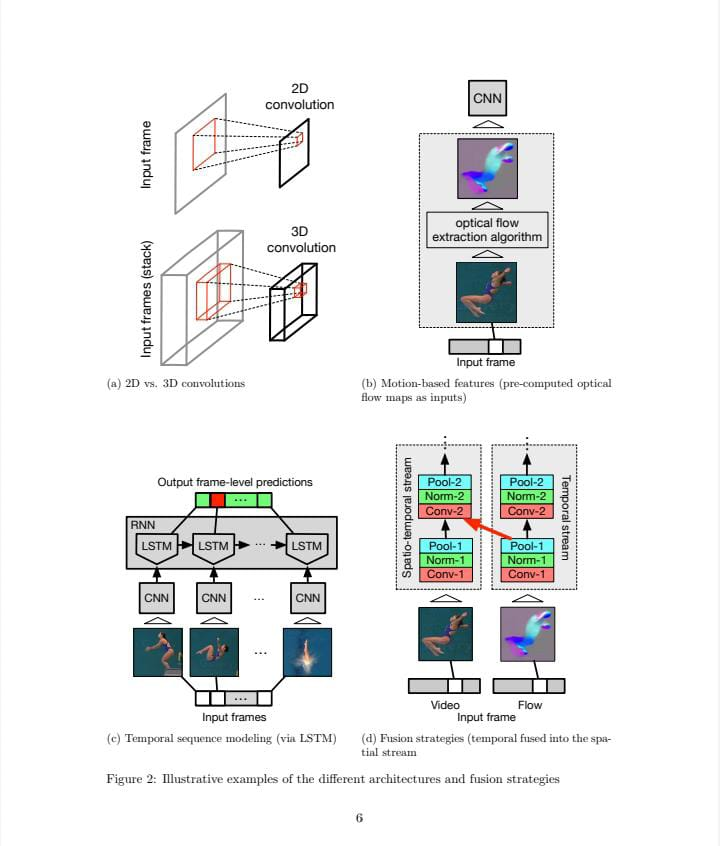 2D
convolution
Input frame
3D
convolution
Input frames (stack)
(a) 2D vs. 3D convolutions
CNN
optical flow
extraction algorithm
Input frame
(b) Motion-based features (pre-computed optical
flow maps as inputs)
Output frame-level predictions
...
RNN
LSTM LSTM ... LSTM
CNN CNN ... CNN
...
...
Input frames
(c) Temporal sequence modeling (via LSTM)
Spatio-temporal stream
Pool-2
Norm-2
Conv-2
Pool-1
Norm-1
Conv-1
Pool-2
Norm-2
Conv-2
Pool-1
Norm-1
Conv-1
Temporal stream
Video Flow
Input frame
(d) Fusion strategies (temporal fused into the spa-
tial stream
Figure 2: Illustrative examples of the different architectures and fusion strategies
6